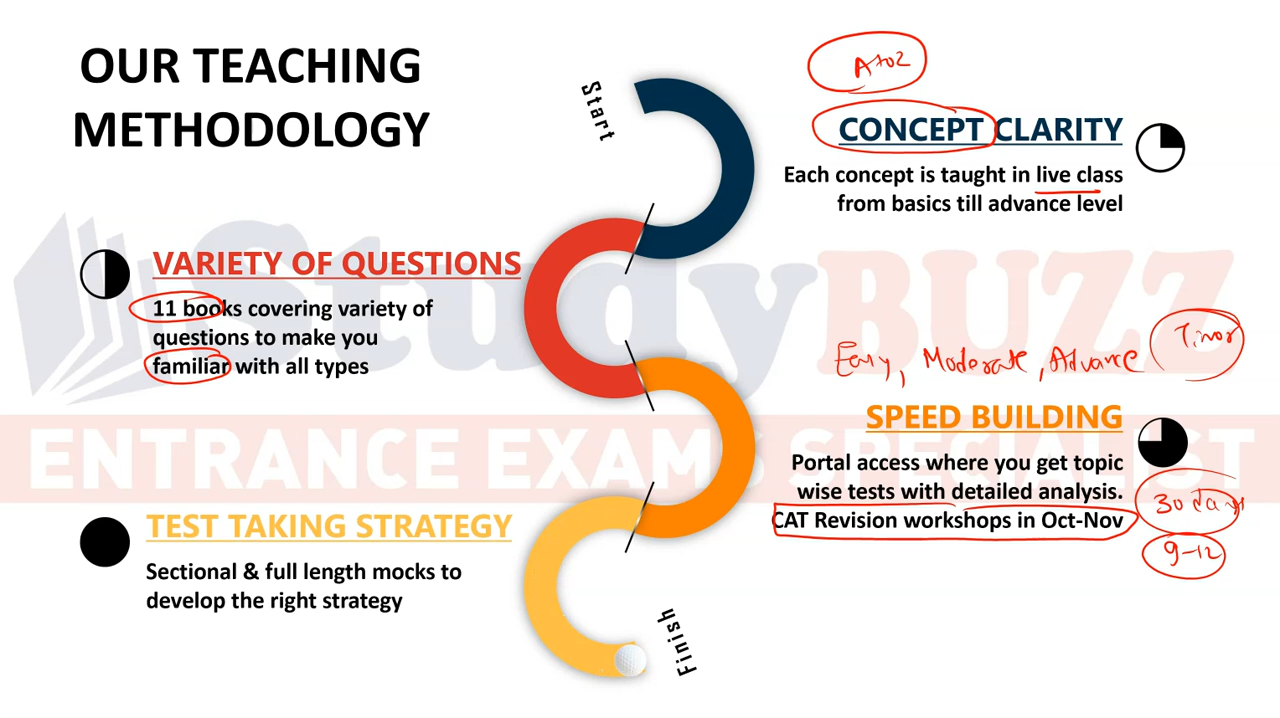 OUR TEACHING
METHODOLOGY
Start
A to Z
CONCEPT CLARITY
Each concept is taught in live class
from basics till advance level
VARIETY OF QUESTIONS
11 books covering variety of
questions to make you
familiar with all types
Easy, Moderate, Advance
SPEED BUILDING
Portal access where you get topic
wise tests with detailed analysis.
CAT Revision workshops in Oct-Nov
30 days
9-12
TEST TAKING STRATEGY
Sectional & full length mocks to
develop the right strategy
Finish
StudyBUZZ
ENTRANCE EXAMS SPECIALIST